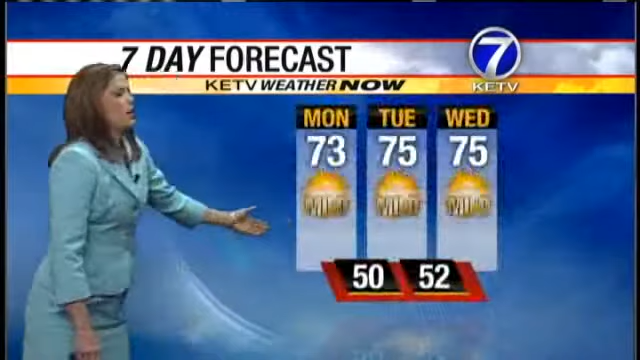 7 DAY FORECAST
KETV WEATHER NOW
7
KETV
MON TUE WED
73 75 75
50 52